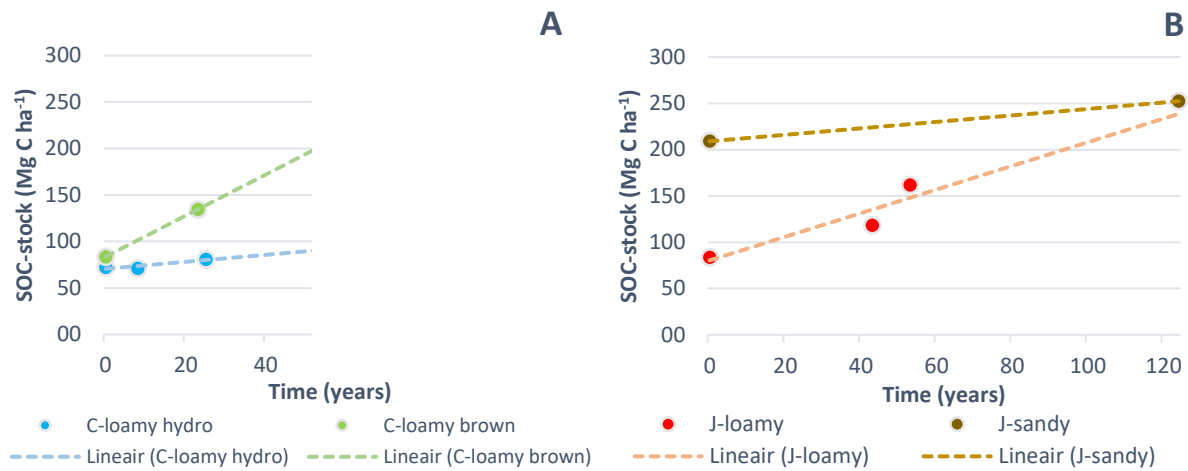 A
SOC-stock (Mg C ha⁻¹)
300
250
200
150
100
50
00
0 20 40
Time (years)
C-loamy hydro C-loamy brown
Lineair (C-loamy hydro) Lineair (C-loamy brown)
B
SOC-stock (Mg C ha⁻¹)
300
250
200
150
100
50
00
0 20 40 60 80 100 120
Time (years)
J-loamy J-sandy
Lineair (J-loamy) Lineair (J-sandy)